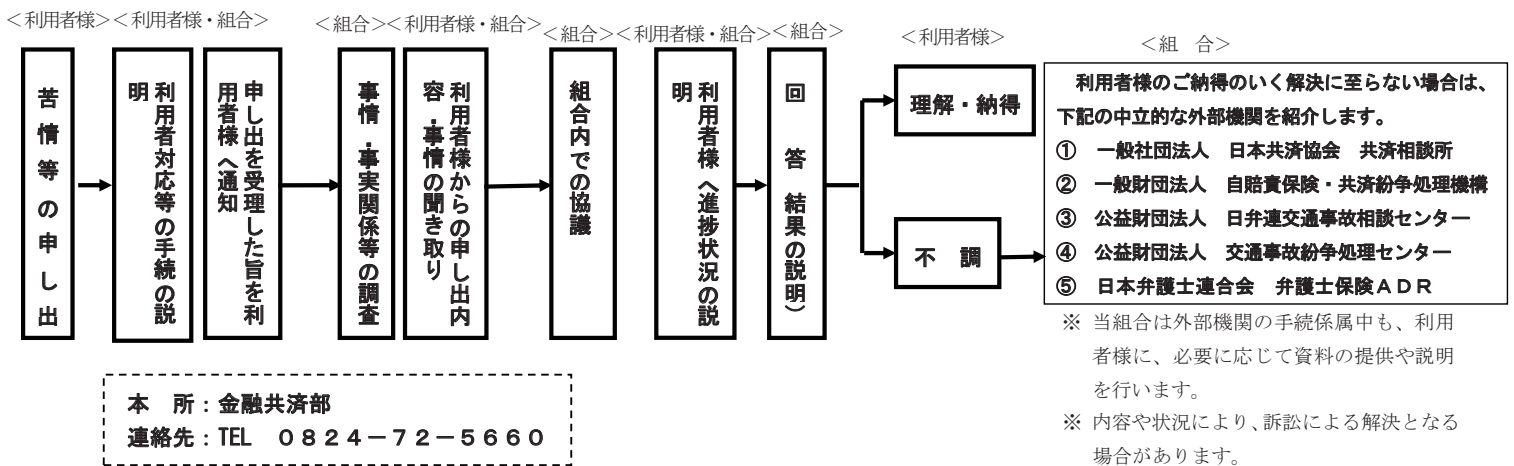 ＜利用者様＞
苦情等の申し出
＜利用者様・組合＞
利用者対応等の手続の説
明
申し出を受理した旨を利
用者様へ通知
＜組合＞
事情・事実関係等の調査
＜利用者様・組合＞
利用者様からの申し出内
容・事情の聞き取り
＜組合＞
組合内での協議
＜利用者様・組合＞
利用者様へ進捗状況の説
明
＜組合＞
回　答　結果の説明）
＜利用者様＞
理解・納得
不　調
＜組　合＞
利用者様のご納得のいく解決に至らない場合は、
下記の中立的な外部機関を紹介します。
①　一般社団法人　日本共済協会　共済相談所
②　一般財団法人　自賠責保険・共済紛争処理機構
③　公益財団法人　日弁連交通事故相談センター
④　公益財団法人　交通事故紛争処理センター
⑤　日本弁護士連合会　弁護士保険ＡＤＲ
※ 当組合は外部機関の手続係属中も、利用
者様に、必要に応じて資料の提供や説明
を行います。
※ 内容や状況により、訴訟による解決となる
場合があります。
本　所：金融共済部
連絡先：TEL　０８２４－７２－５６６０